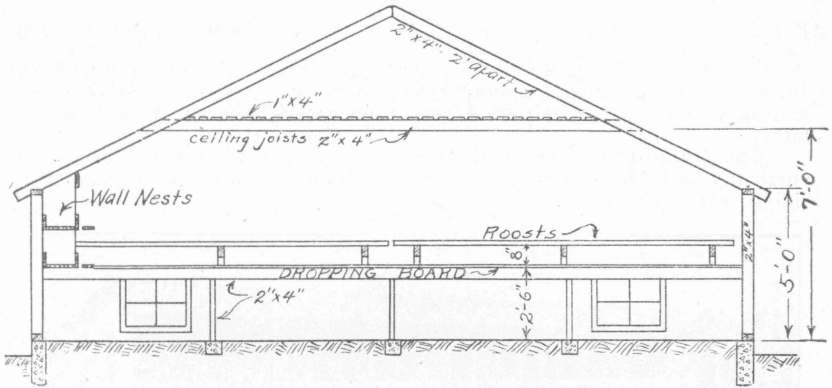 2"x4"-2'apart
1"x4"
ceiling joists 2"x4"
Wall Nests
Roosts
8"
DROPPING BOARD
2"x4"
2'-6"
2"x4"
5'-0"
7'-0"